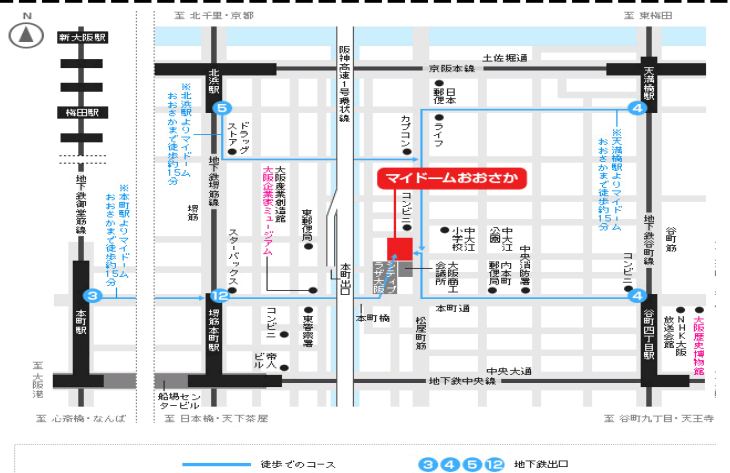 N
至 北千里・京都
至 東梅田
新大阪駅
梅田駅
地下鉄御堂筋線
本町駅
至 大阪港
至 心斎橋・なんば
※本町駅よりマイドーム
おおさかまで徒歩約15分
3
北浜駅
5
※北浜駅よりマイドーム
おおさかまで徒歩約15分
ドラッグ
ストア
地下鉄堺筋線
堺筋
スターバックス
大阪産業創造館
大阪企業家ミュージアム
東郵便局
12
堺筋本町駅
コンビニ
東警察署
帝人
ビル
船場セン
タービル
至 日本橋・天下茶屋
阪神高速1号環状線
本町出口
土佐堀通
京阪本線
日本
郵便
ライフ
カプコン
マイドームおおさか
コンビニ
シティプ
ラザ大阪
大阪商工
会議所
中大江
小学校
中大江
公園
内本町
郵便局
中央消防署
コンビニ
本町橋
本町通
松屋町筋
中央大通
地下鉄中央線
天満橋駅
4
※天満橋駅よりマイドーム
おおさかまで徒歩約15分
地下鉄谷町線
谷町筋
4
谷町四丁目駅
NHK大阪
放送会館
大阪歴史博物館
至 谷町九丁目・天王寺
徒歩でのコース
3 4 5 12 地下鉄出口